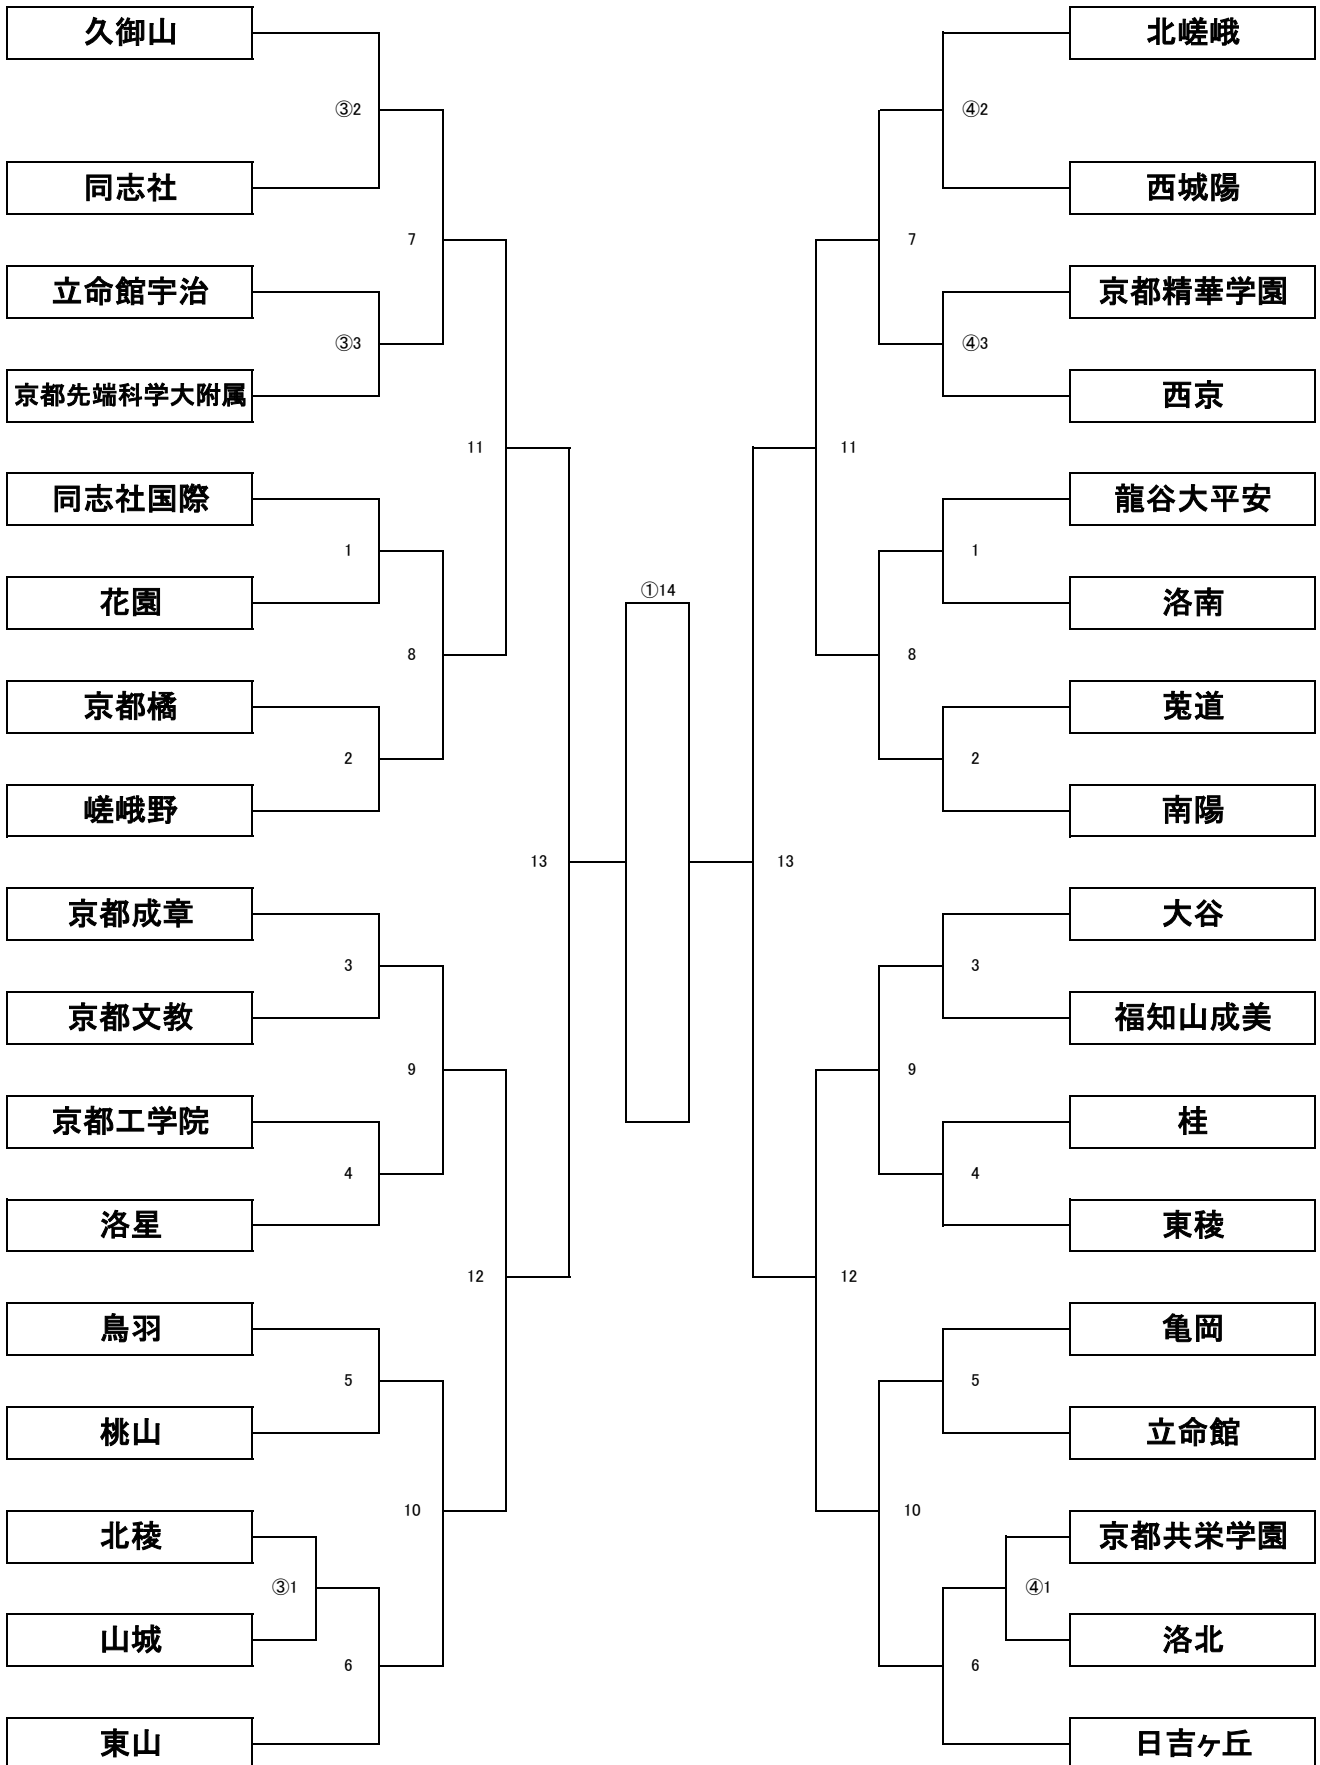 久御山
③2
同志社
7
立命館宇治
③3
京都先端科学大附属
11
同志社国際
1
花園
8
京都橘
2
嵯峨野
13
京都成章
3
京都文教
9
京都工学院
4
洛星
12
鳥羽
5
桃山
10
北稜
③1
山城
6
東山
①14
北嵯峨
④2
西城陽
7
京都精華学園
④3
西京
11
龍谷大平安
1
洛南
8
莵道
2
南陽
13
大谷
3
福知山成美
9
桂
4
東稜
12
亀岡
5
立命館
10
京都共栄学園
④1
洛北
6
日吉ヶ丘